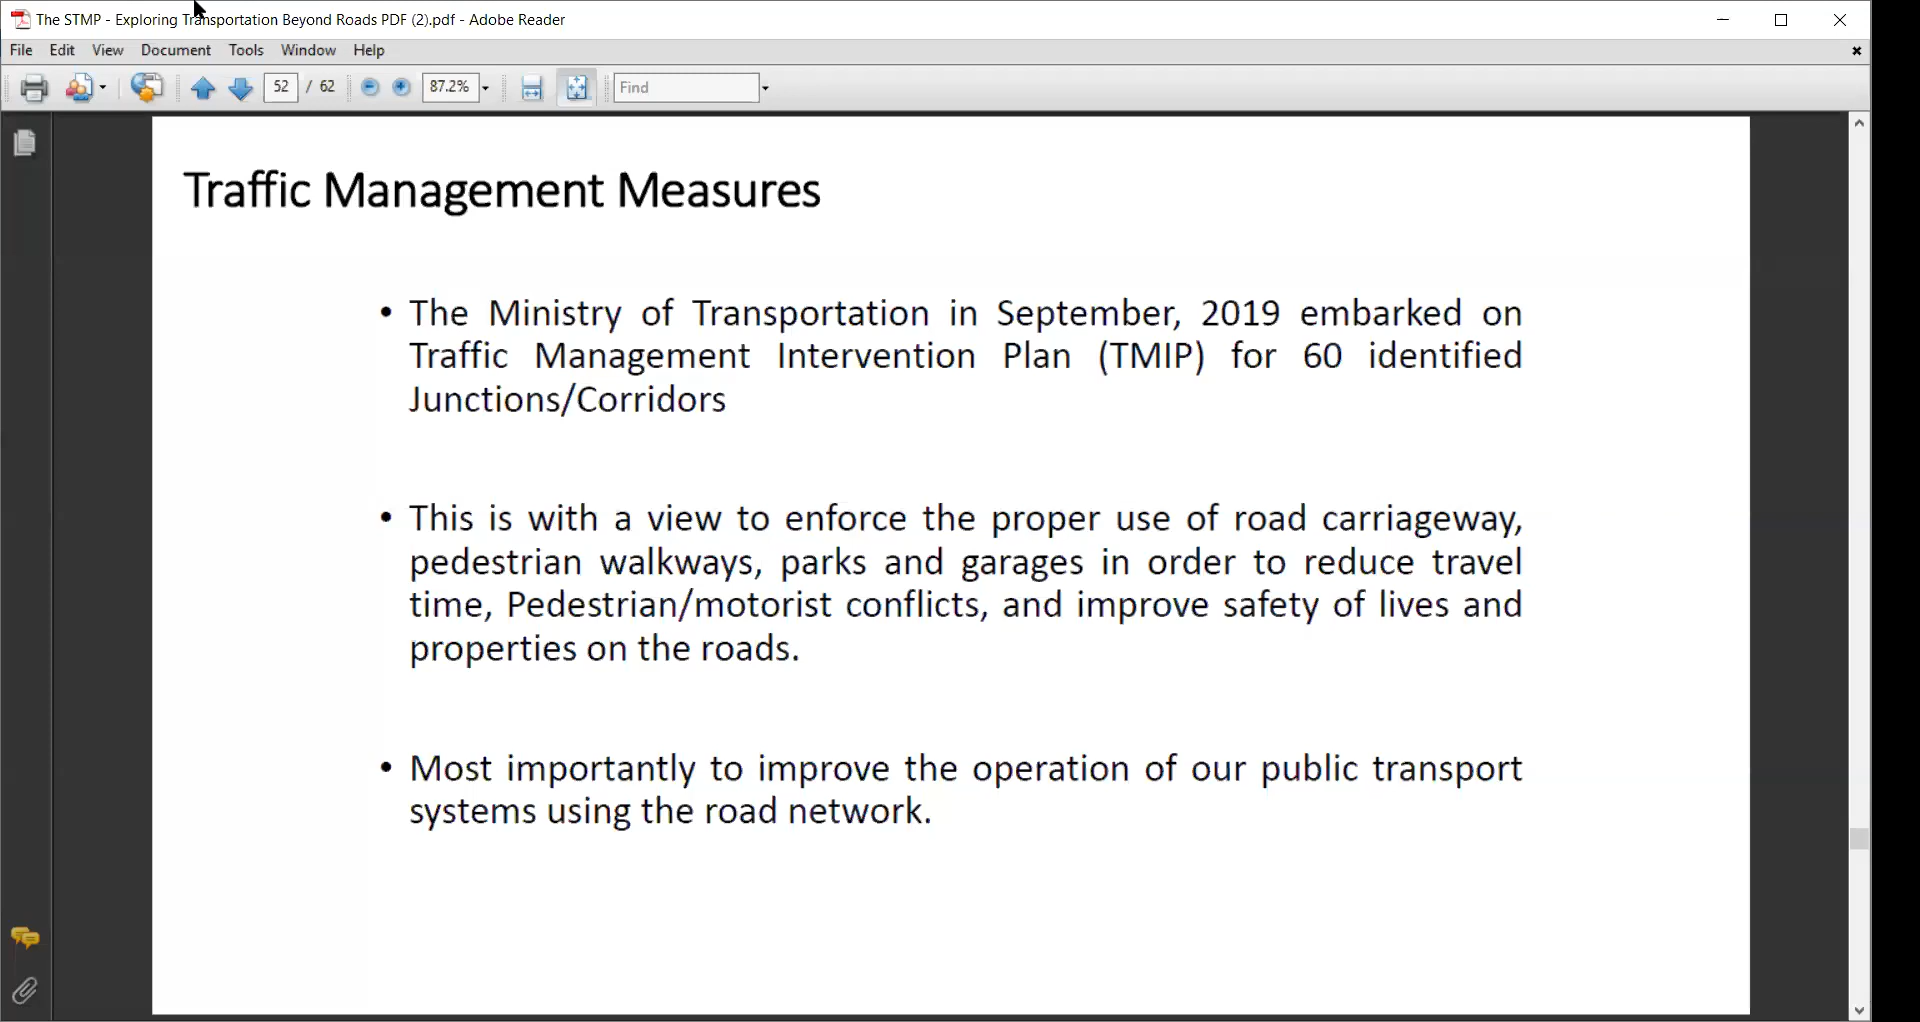 The STMP - Exploring Transportation Beyond Roads PDF (2).pdf - Adobe Reader
File Edit View Document Tools Window Help
52 / 62 87.2% Find
Traffic Management Measures
• The Ministry of Transportation in September, 2019 embarked on
Traffic Management Intervention Plan (TMIP) for 60 identified
Junctions/Corridors
• This is with a view to enforce the proper use of road carriageway,
pedestrian walkways, parks and garages in order to reduce travel
time, Pedestrian/motorist conflicts, and improve safety of lives and
properties on the roads.
• Most importantly to improve the operation of our public transport
systems using the road network.